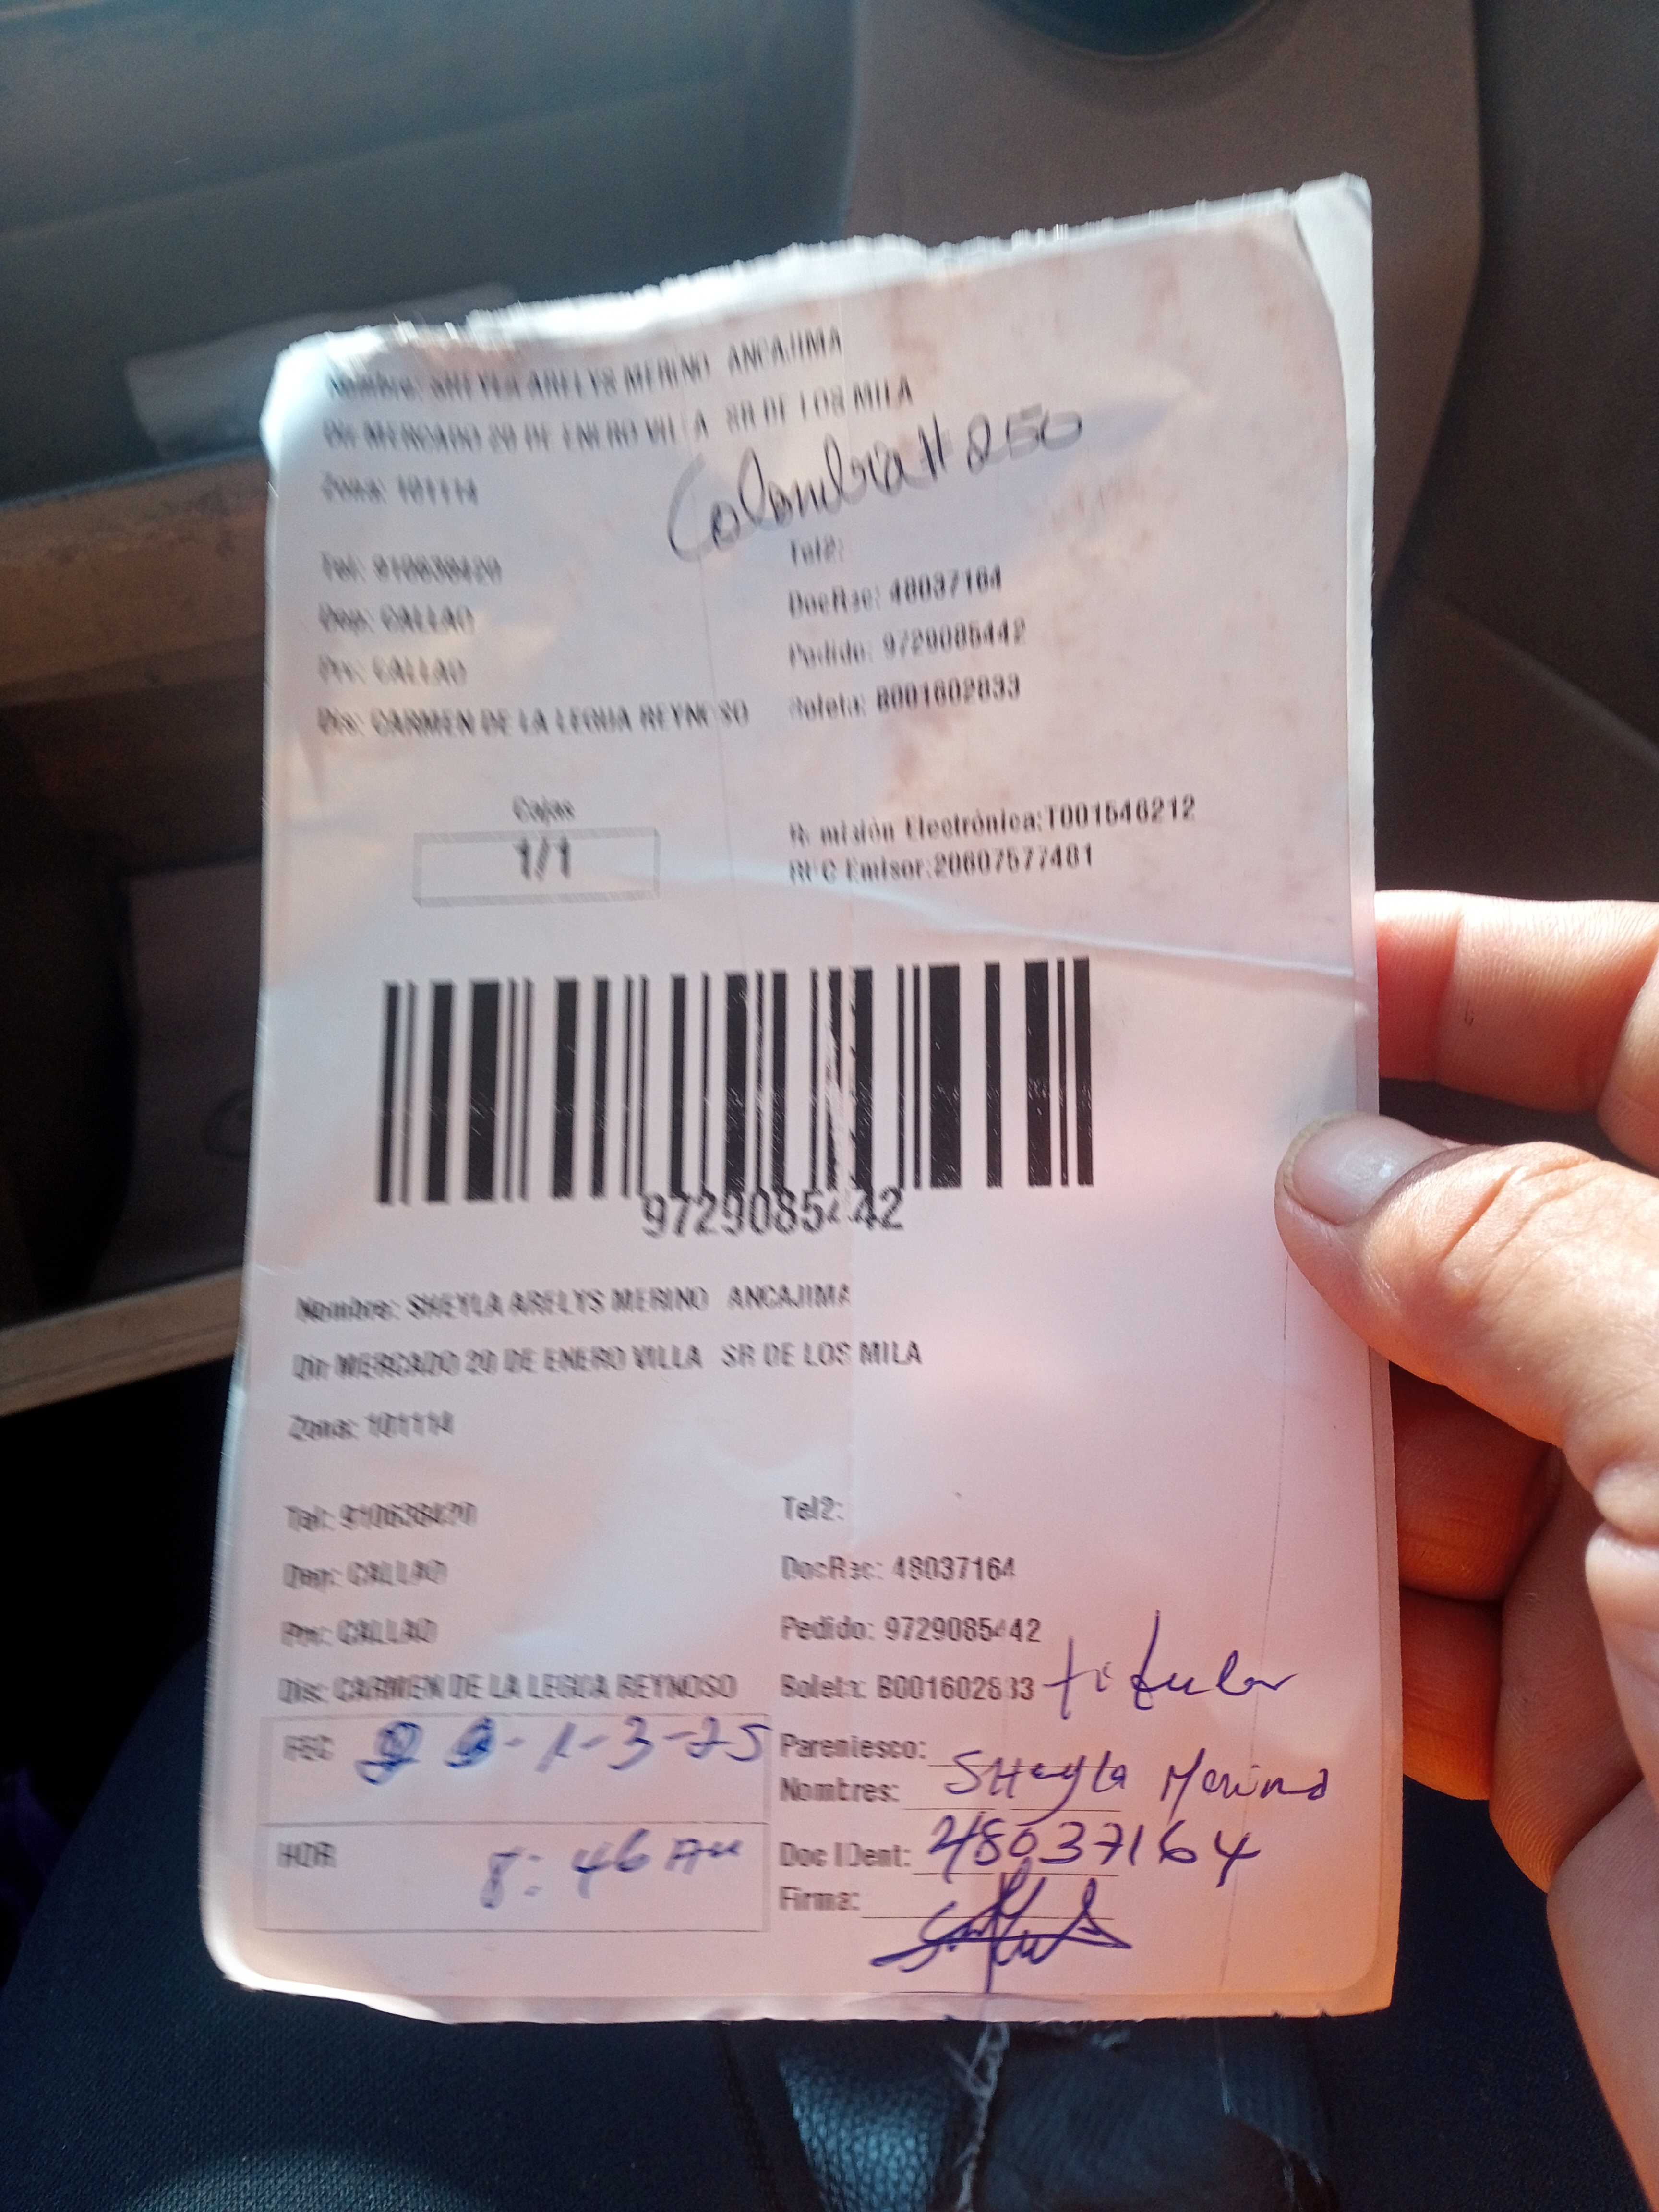 Nombre: SHEYLA ARELYS MERINO ANCAJIMA
Dir MERCADO 20 DE ENERO VILLA SR DE LOS MILA
Colombia # 250
Zona: 101114
Tel: 910638420 Tel2:
Dep: CALLAO DocRec: 48037164
Prv: CALLAO Pedido: 9729085442
Dis: CARMEN DE LA LEGUA REYNOSO Boleta: B001602833
Cajas
1/1
R. misión Electrónica:T001546212
RUC Emisor:20607577481
9729085442
Nombre: SHEYLA ARELYS MERINO ANCAJIMA
Dir MERCADO 20 DE ENERO VILLA SR DE LOS MILA
Zona: 101114
Tel: 910638420 Tel2:
Dep: CALLAO DocRec: 48037164
Prv: CALLAO Pedido: 9729085442
Dis: CARMEN DE LA LEGUA REYNOSO Boleta: B001602833 titular
FEC -1-3-25 Parentesco:
Nombres: SHeyla Merino
HOR 8:46 AM Doc IDent: 48037164
Firma: